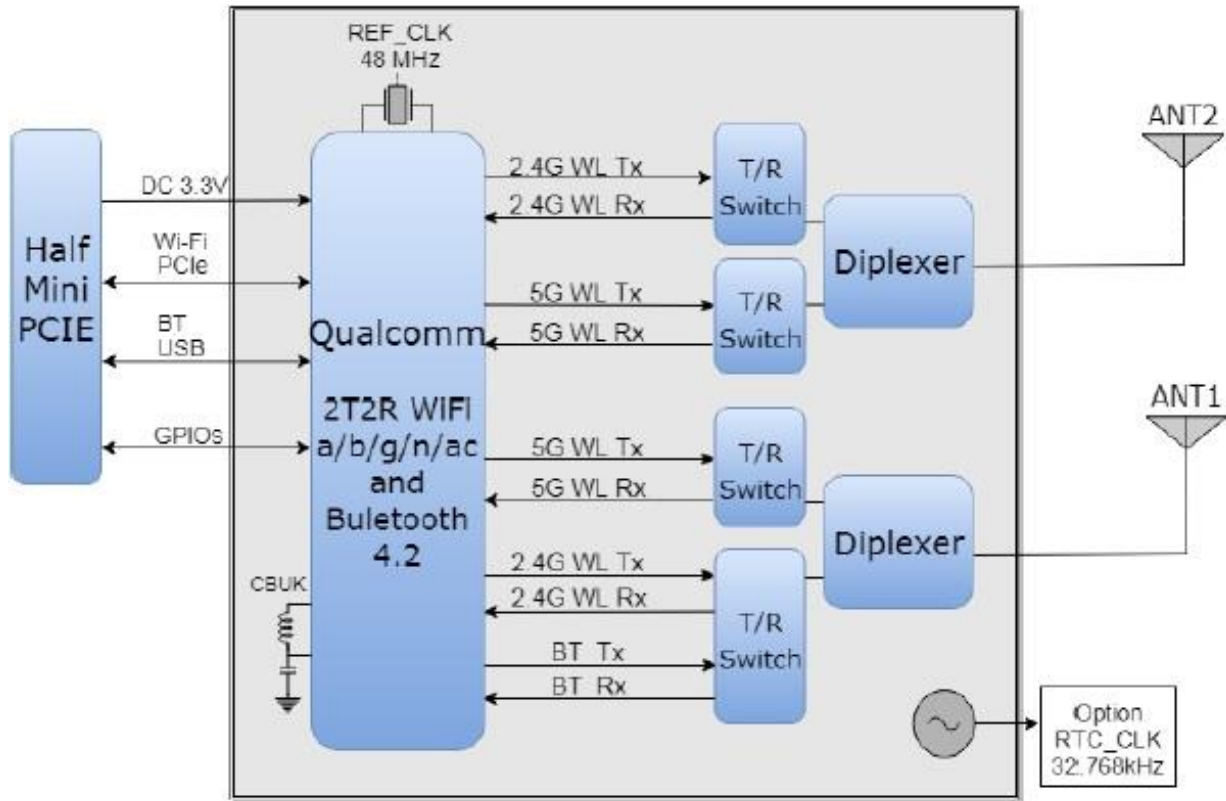 REF_CLK
48 MHz
ANT2
DC 3.3V
Wi-Fi
PCIe
BT
USB
GPIOs
Half
Mini
PCIE
Qualcomm
2T2R WIFI
a/b/g/n/ac
and
Buletooth
4.2
CBUK
2.4G WL Tx
2.4G WL Rx
T/R
Switch
5G WL Tx
5G WL Rx
T/R
Switch
Diplexer
ANT1
5G WL Tx
5G WL Rx
T/R
Switch
Diplexer
2.4G WL Tx
2.4G WL Rx
BT Tx
BT Rx
T/R
Switch
Option
RTC_CLK
32.768kHz